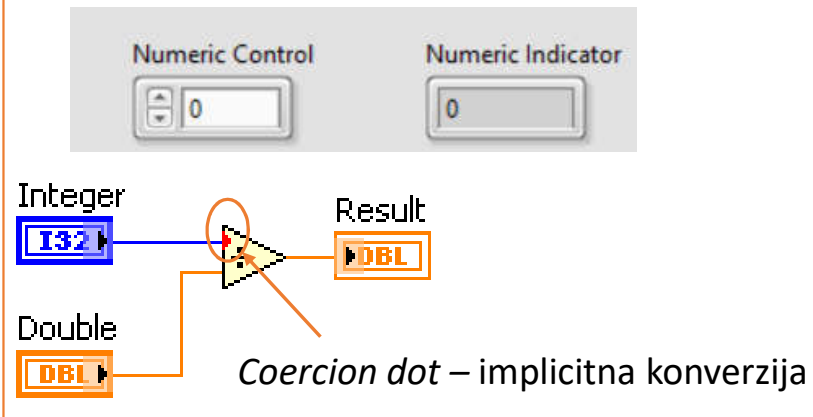 Numeric Control Numeric Indicator
0 0
Integer
I32
Result
DBL
Double
DBL
Coercion dot – implicitna konverzija